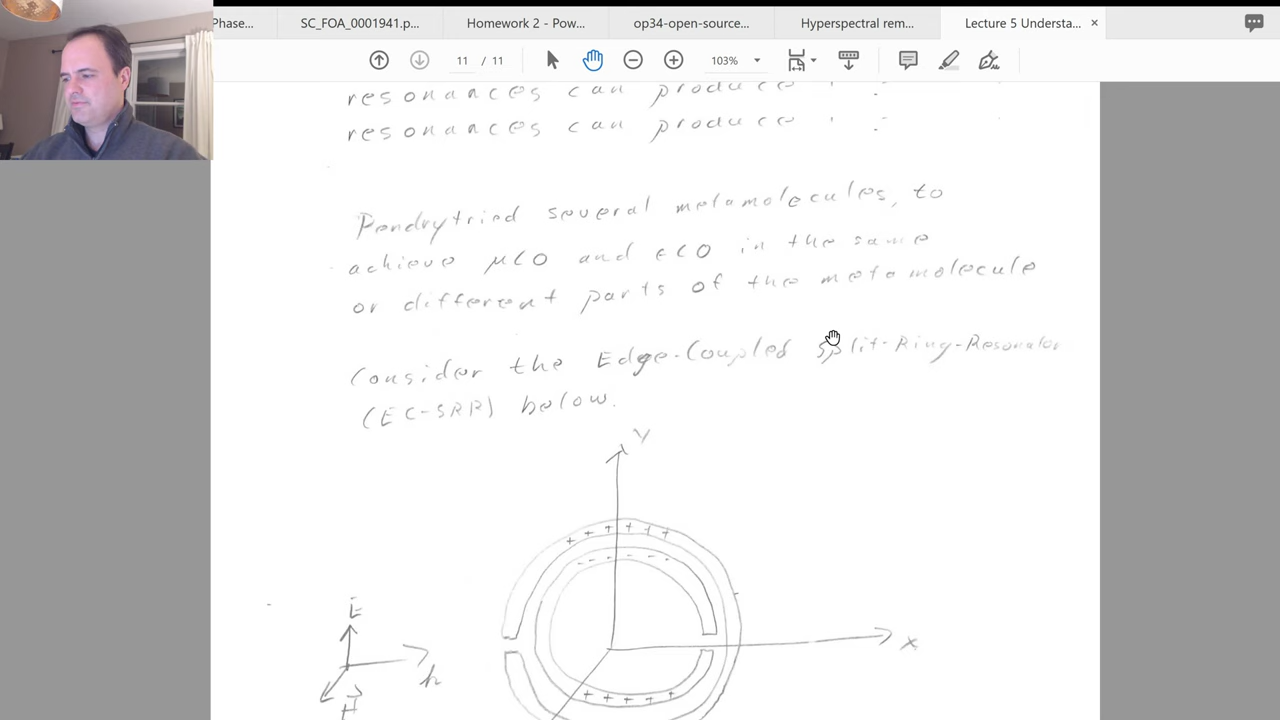 Phase...
SC_FOA_0001941.p...
Homework 2 - Pow...
op34-open-source...
Hyperspectral rem...
Lecture 5 Understa...
11 / 11
103%
resonances can produce
resonances can produce
Pendry tried several metamolecules, to
achieve μ<0 and ε<0 in the same
or different parts of the metamolecule
Consider the Edge-Coupled Split-Ring-Resonator
(EC-SRR) below.
Y
+ + + + + +
- - - - - -
E
k
X
+ + + + +
H